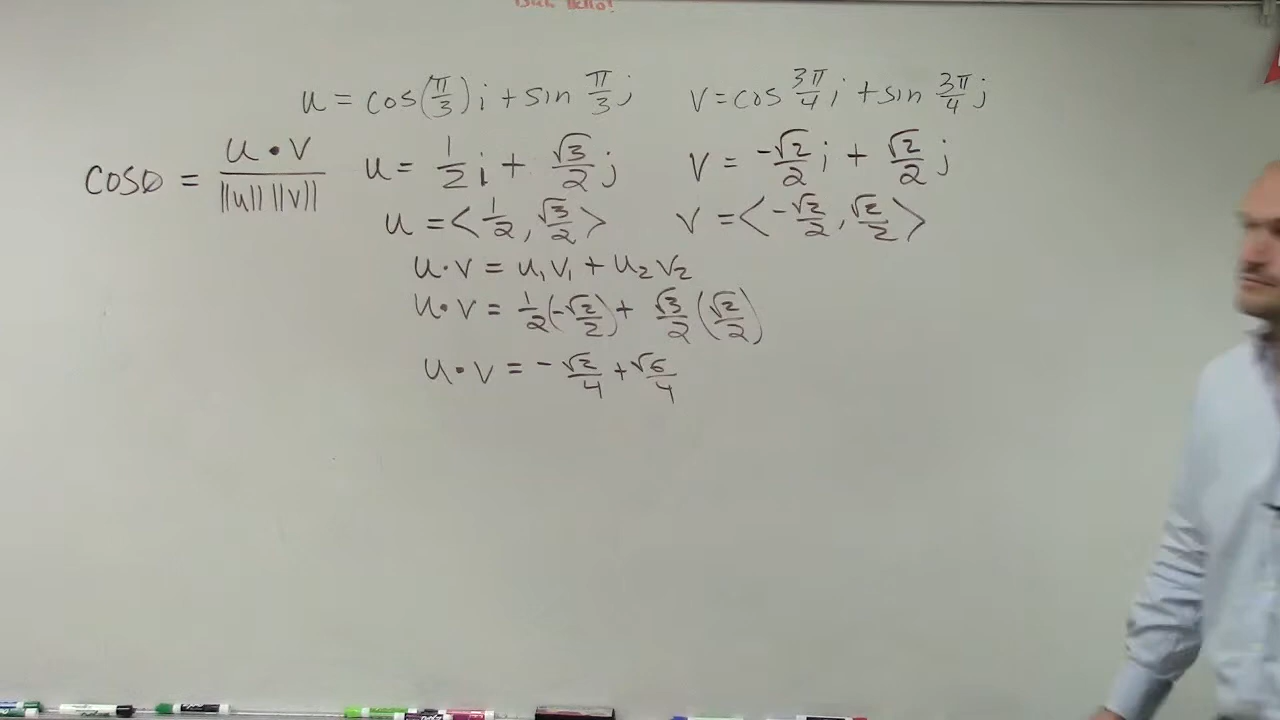 u = cos(π/3) i + sin π/3 j    v = cos 3π/4 i + sin 3π/4 j
cosθ = u • v / ||u|| ||v||    u = 1/2 i + √3/2 j    v = -√2/2 i + √2/2 j
u = <1/2, √3/2>    v = <-√2/2, √2/2>
u·v = u₁v₁ + u₂v₂
u•v = 1/2(-√2/2) + √3/2(√2/2)
u•v = -√2/4 + √6/4